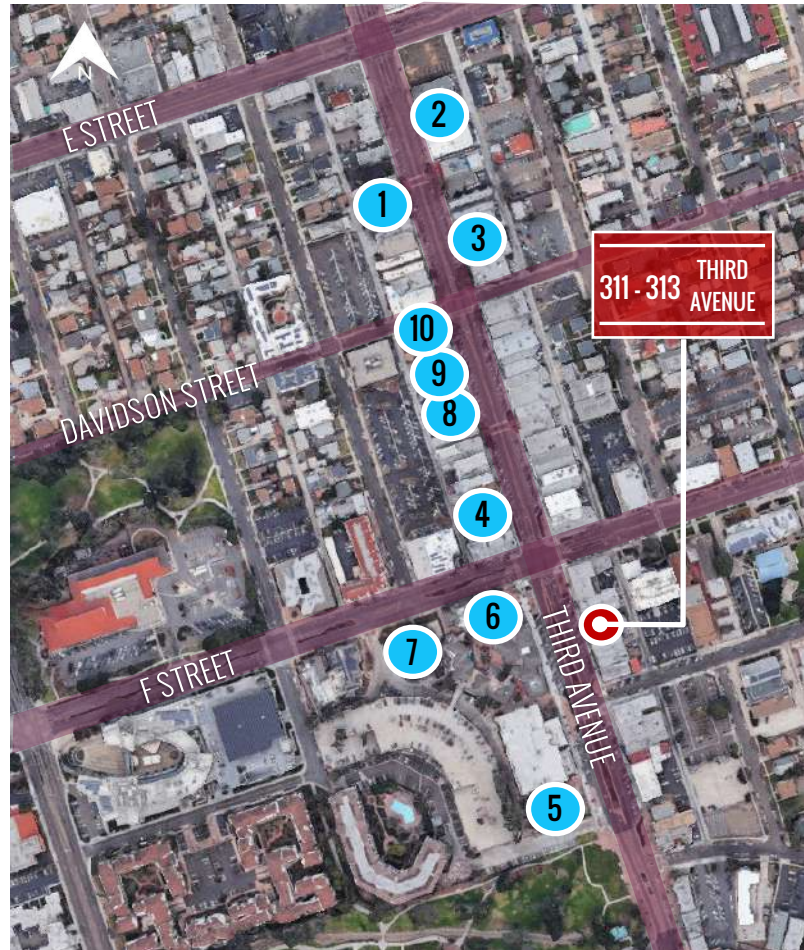 N
E STREET
2
1
3
311 - 313 THIRD
AVENUE
10
9
DAVIDSON STREET
8
4
6
THIRD AVENUE
7
F STREET
5